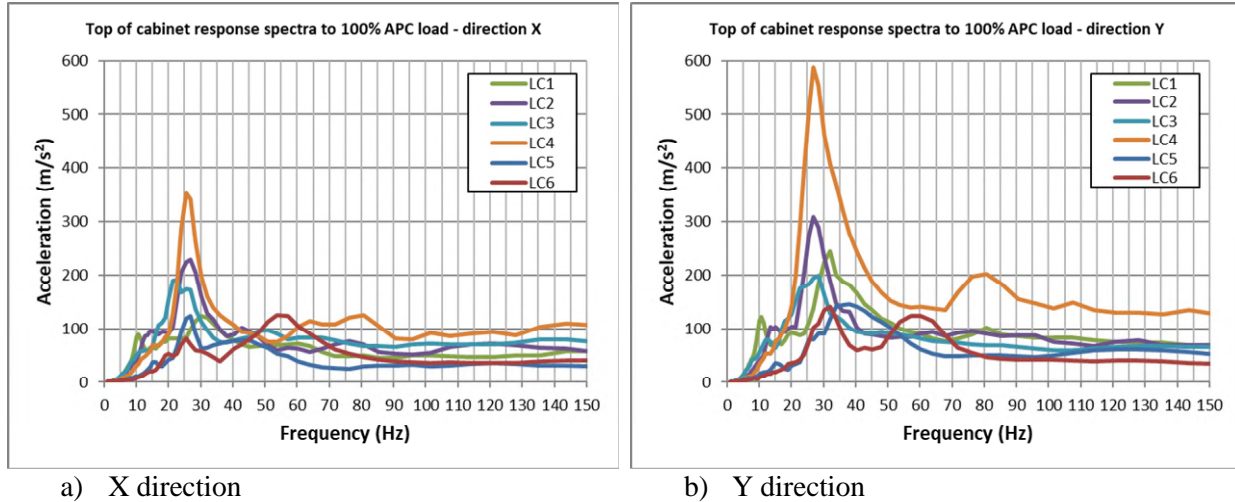 Top of cabinet response spectra to 100% APC load - direction X
600
500
400
300
200
100
0
Acceleration (m/s²)
LC1
LC2
LC3
LC4
LC5
LC6
0 10 20 30 40 50 60 70 80 90 100 110 120 130 140 150
Frequency (Hz)
a) X direction
Top of cabinet response spectra to 100% APC load - direction Y
600
500
400
300
200
100
0
Acceleration (m/s²)
LC1
LC2
LC3
LC4
LC5
LC6
0 10 20 30 40 50 60 70 80 90 100 110 120 130 140 150
Frequency (Hz)
b) Y direction